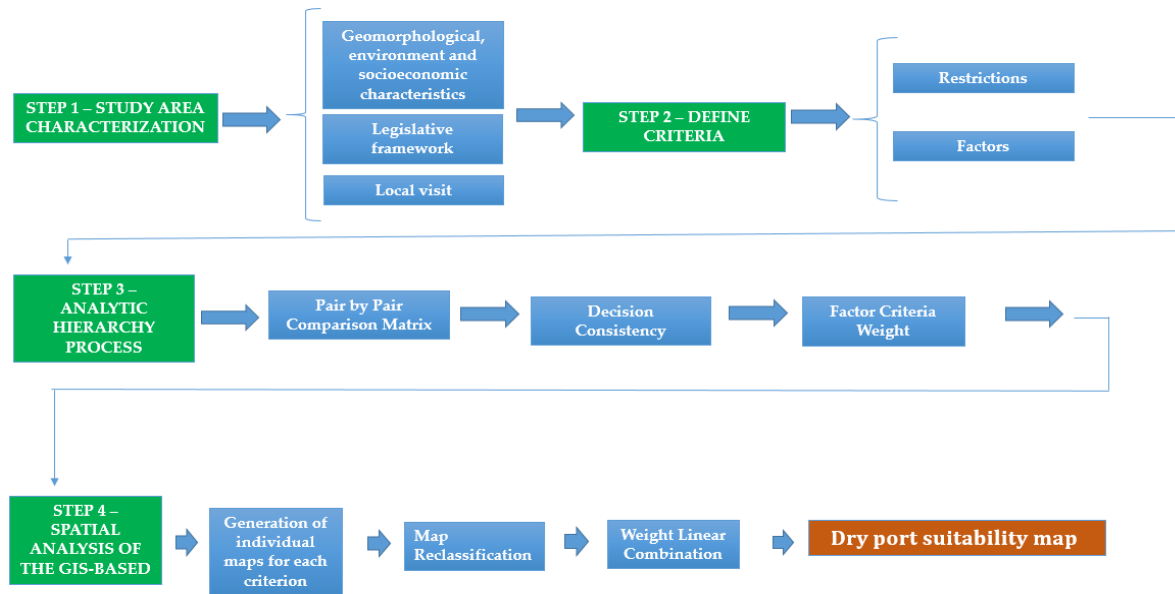 STEP 1 – STUDY AREA
CHARACTERIZATION
Geomorphological,
environment and
socioeconomic
characteristics
Legislative
framework
Local visit
STEP 2 – DEFINE
CRITERIA
Restrictions
Factors
STEP 3 –
ANALYTIC
HIERARCHY
PROCESS
Pair by Pair
Comparison Matrix
Decision
Consistency
Factor Criteria
Weight
STEP 4 –
SPATIAL
ANALYSIS OF
THE GIS-BASED
Generation of
individual
maps for each
criterion
Map
Reclassification
Weight Linear
Combination
Dry port suitability map